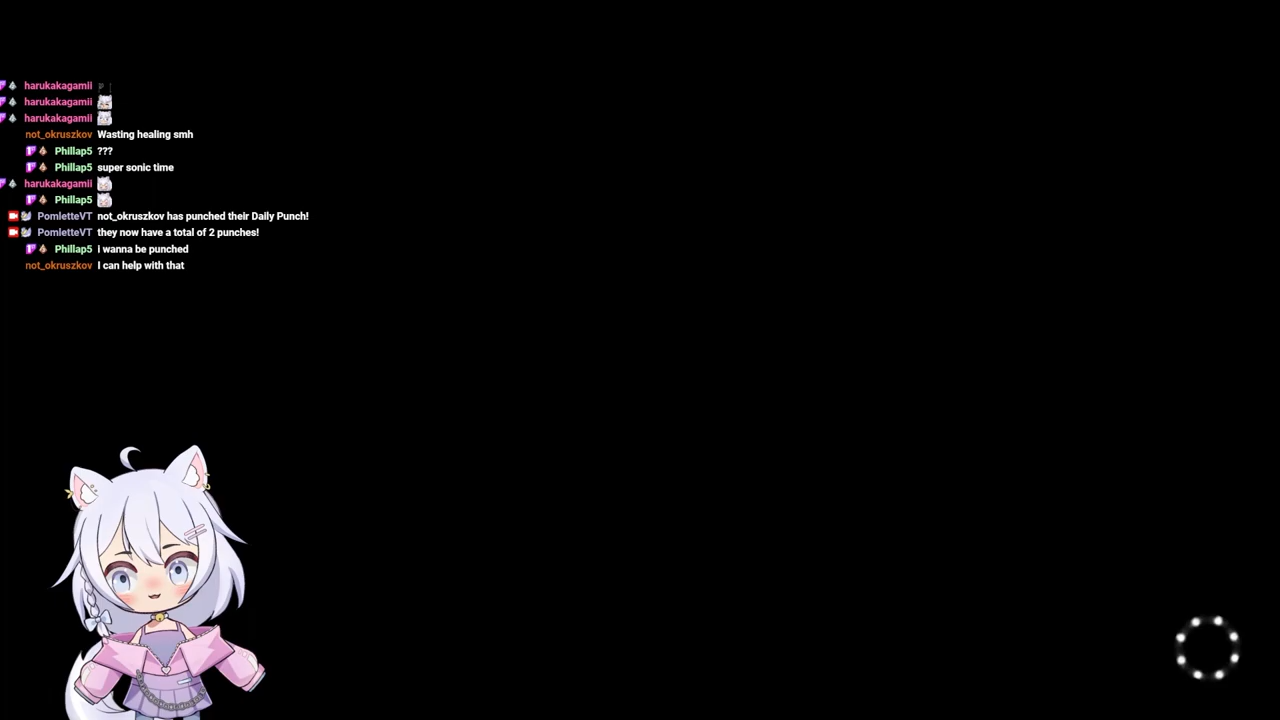 harukakagamii
harukakagamii
harukakagamii
not_okruszkov Wasting healing smh
Phillap5 ???
Phillap5 super sonic time
harukakagamii
Phillap5
PomletteVT not_okruszkov has punched their Daily Punch!
PomletteVT they now have a total of 2 punches!
Phillap5 i wanna be punched
not_okruszkov I can help with that